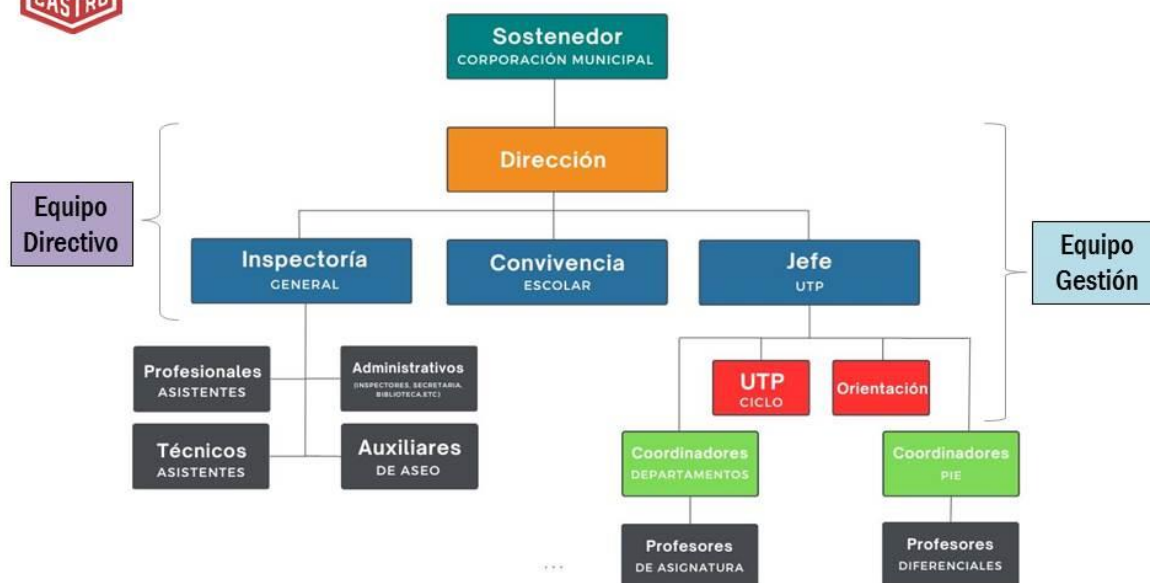 CASTRO
Sostenedor
CORPORACIÓN MUNICIPAL
Dirección
Equipo
Directivo
Inspectoría
GENERAL
Convivencia
ESCOLAR
Jefe
UTP
Equipo
Gestión
Profesionales
ASISTENTES
Administrativos
(INSPECTORES, SECRETARIA,
BIBLIOTECA,ETC)
UTP
CICLO
Orientación
Técnicos
ASISTENTES
Auxiliares
DE ASEO
Coordinadores
DEPARTAMENTOS
Coordinadores
PIE
Profesores
DE ASIGNATURA
Profesores
DIFERENCIALES
...